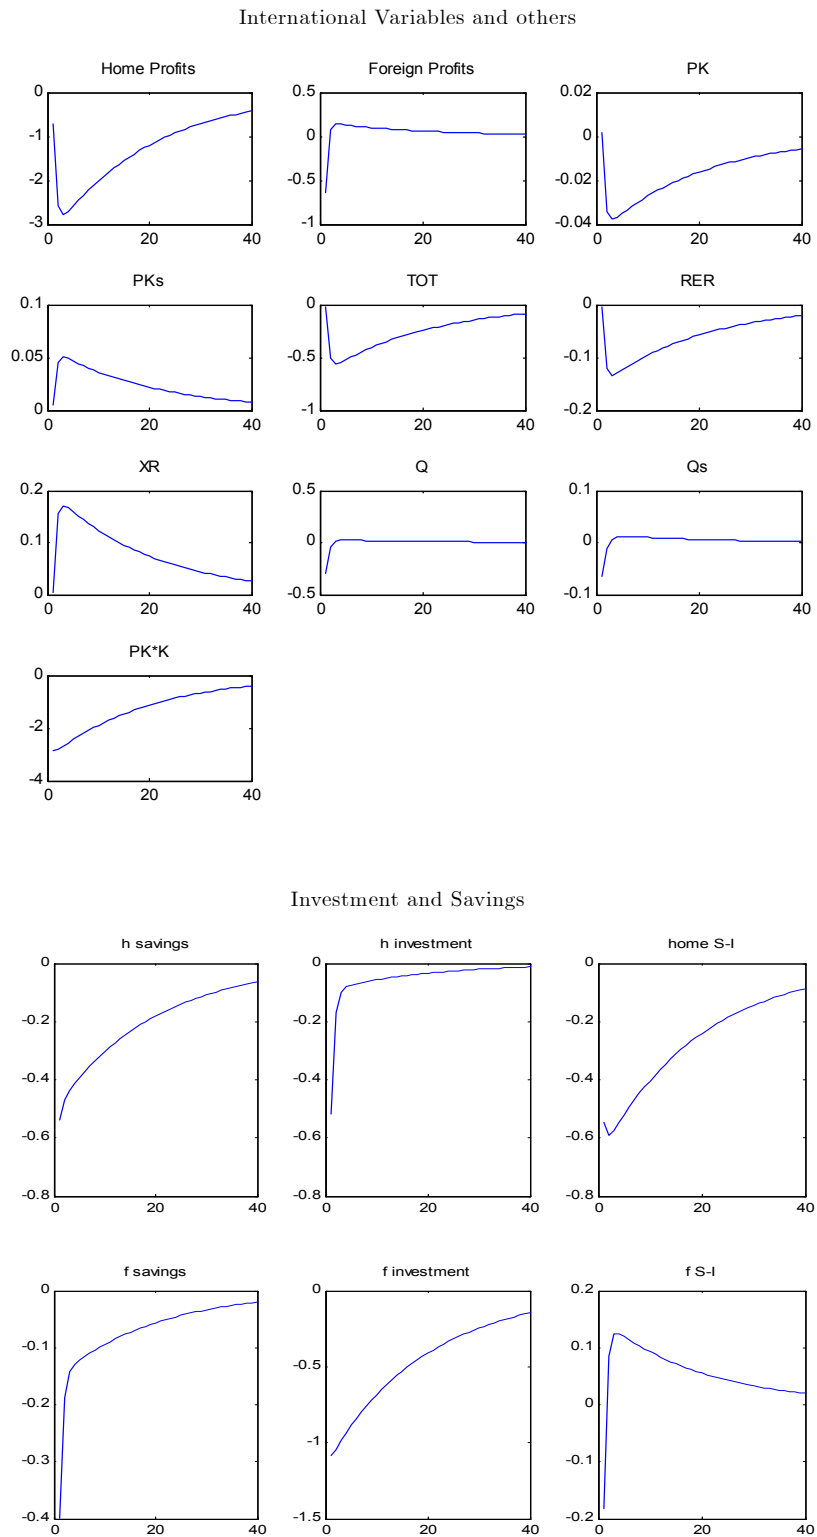 International Variables and others
Home Profits Foreign Profits PK
0 0.5 0.02
-1 0 0
-2 -0.5 -0.02
-3 -1 -0.04
0 20 40 0 20 40 0 20 40
PKs TOT RER
0.1 0 0
0.05 -0.5 -0.1
0 -1 -0.2
0 20 40 0 20 40 0 20 40
XR Q Qs
0.2 0.5 0.1
0.1 0 0
0 -0.5 -0.1
0 20 40 0 20 40 0 20 40
PK*K
0
-2
-4
0 20 40
Investment and Savings
h savings h investment home S-I
0 0 0
-0.2 -0.2 -0.2
-0.4 -0.4 -0.4
-0.6 -0.6 -0.6
-0.8 -0.8 -0.8
0 20 40 0 20 40 0 20 40
f savings f investment f S-I
0 0 0.2
-0.1 -0.5 0.1
-0.2 -1 0
-0.3 -1.5 -0.1
-0.4 -0.2
0 20 40 0 20 40 0 20 40